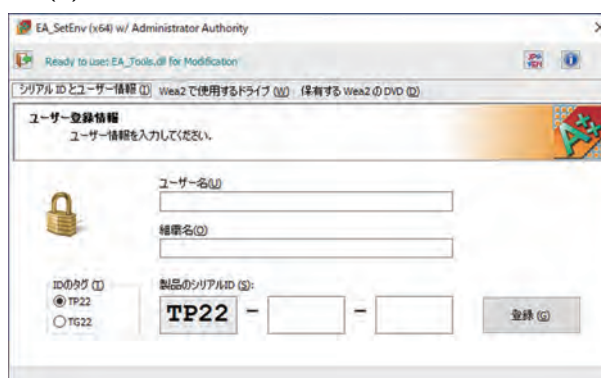 EA_SetEnv (x64) w/ Administrator Authority
Ready to use: EA_Tools.dll for Modification
シリアル IDとユーザー情報 (I) Wea2 で使用するドライブ (W) 保有する Wea2 の DVD (D)
ユーザー登録情報
ユーザー情報を入力してください。
A++
ユーザー名(U)
組織名(O)
IDのタグ (T)
TP22
TG22
製品のシリアルID (S):
TP22 - -
登録 (G)